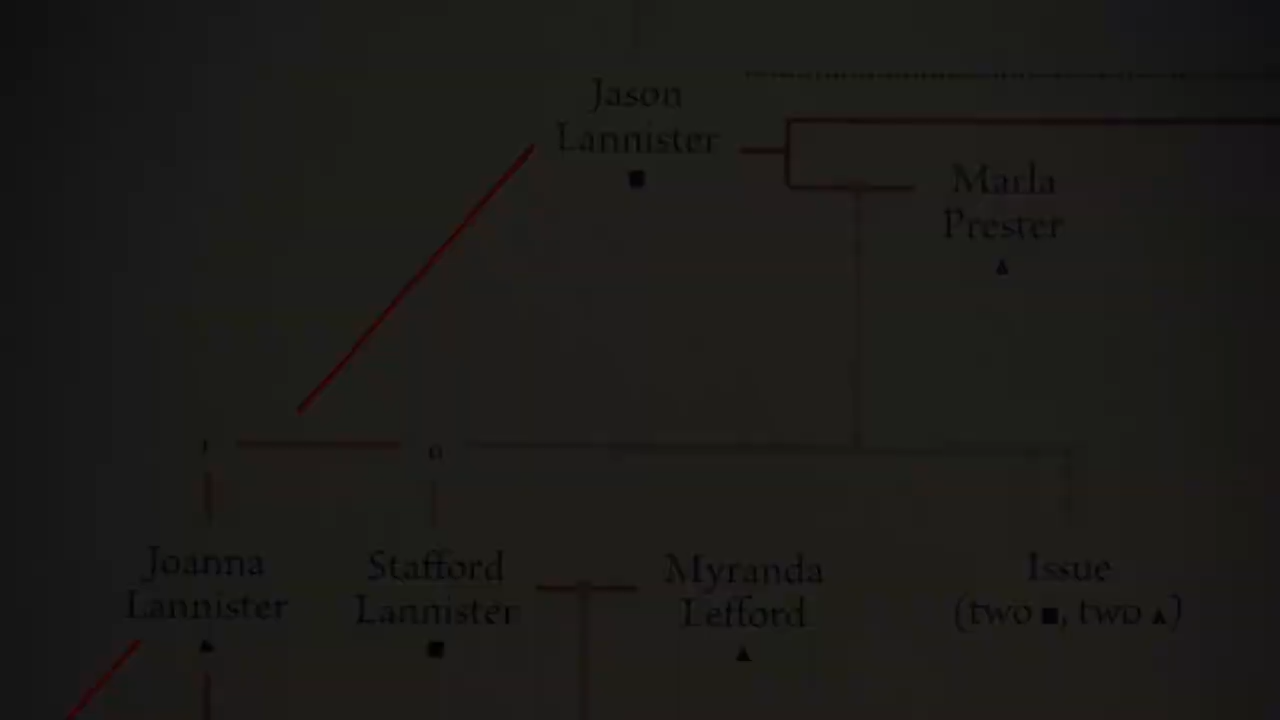 Jason
Lannister
Marla
Prester
Joanna
Lannister
Stafford
Lannister
Myranda
Lefford
Issue
(two ■, two ▲)